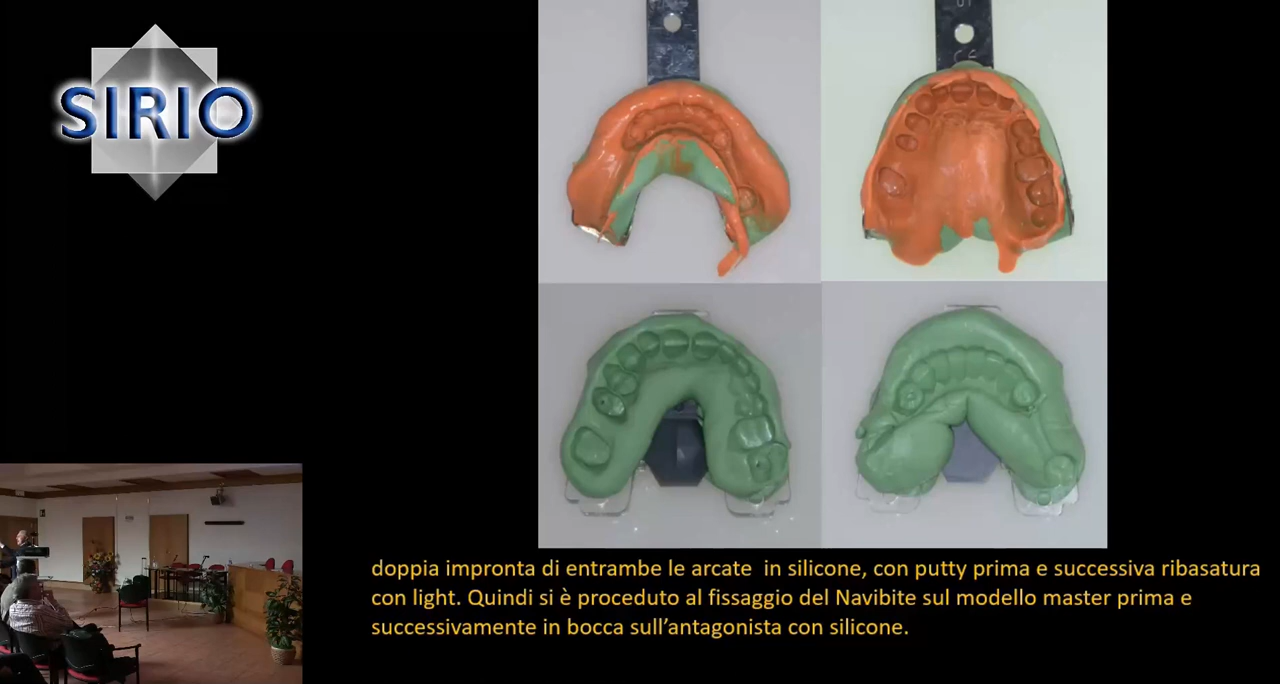 SIRIO
doppia impronta di entrambe le arcate in silicone, con putty prima e successiva ribasatura
con light. Quindi si è proceduto al fissaggio del Navibite sul modello master prima e
successivamente in bocca sull'antagonista con silicone.